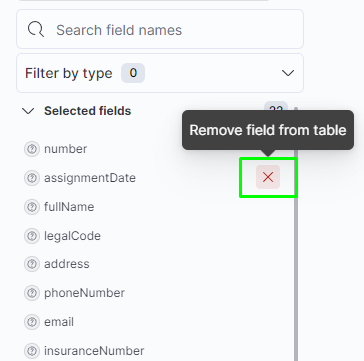 Search field names
Filter by type 0
Selected fields
Remove field from table
number
assignmentDate
fullName
legalCode
address
phoneNumber
email
insuranceNumber